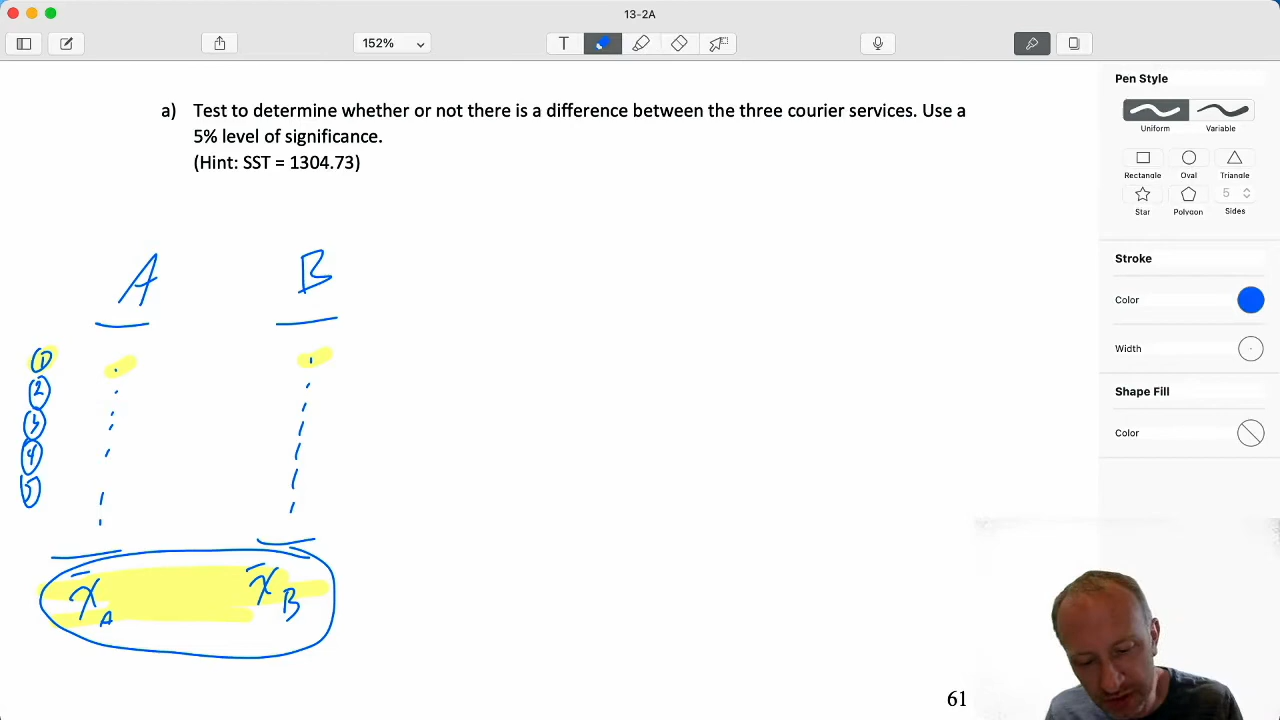 13-2A
152%
T
Pen Style
Uniform
Variable
Rectangle
Oval
Triangle
5
Star
Polygon
Sides
Stroke
Color
Width
Shape Fill
Color
a) Test to determine whether or not there is a difference between the three courier services. Use a
5% level of significance.
(Hint: SST = 1304.73)
A B
1
2
3
4
5
x̄A x̄B
61